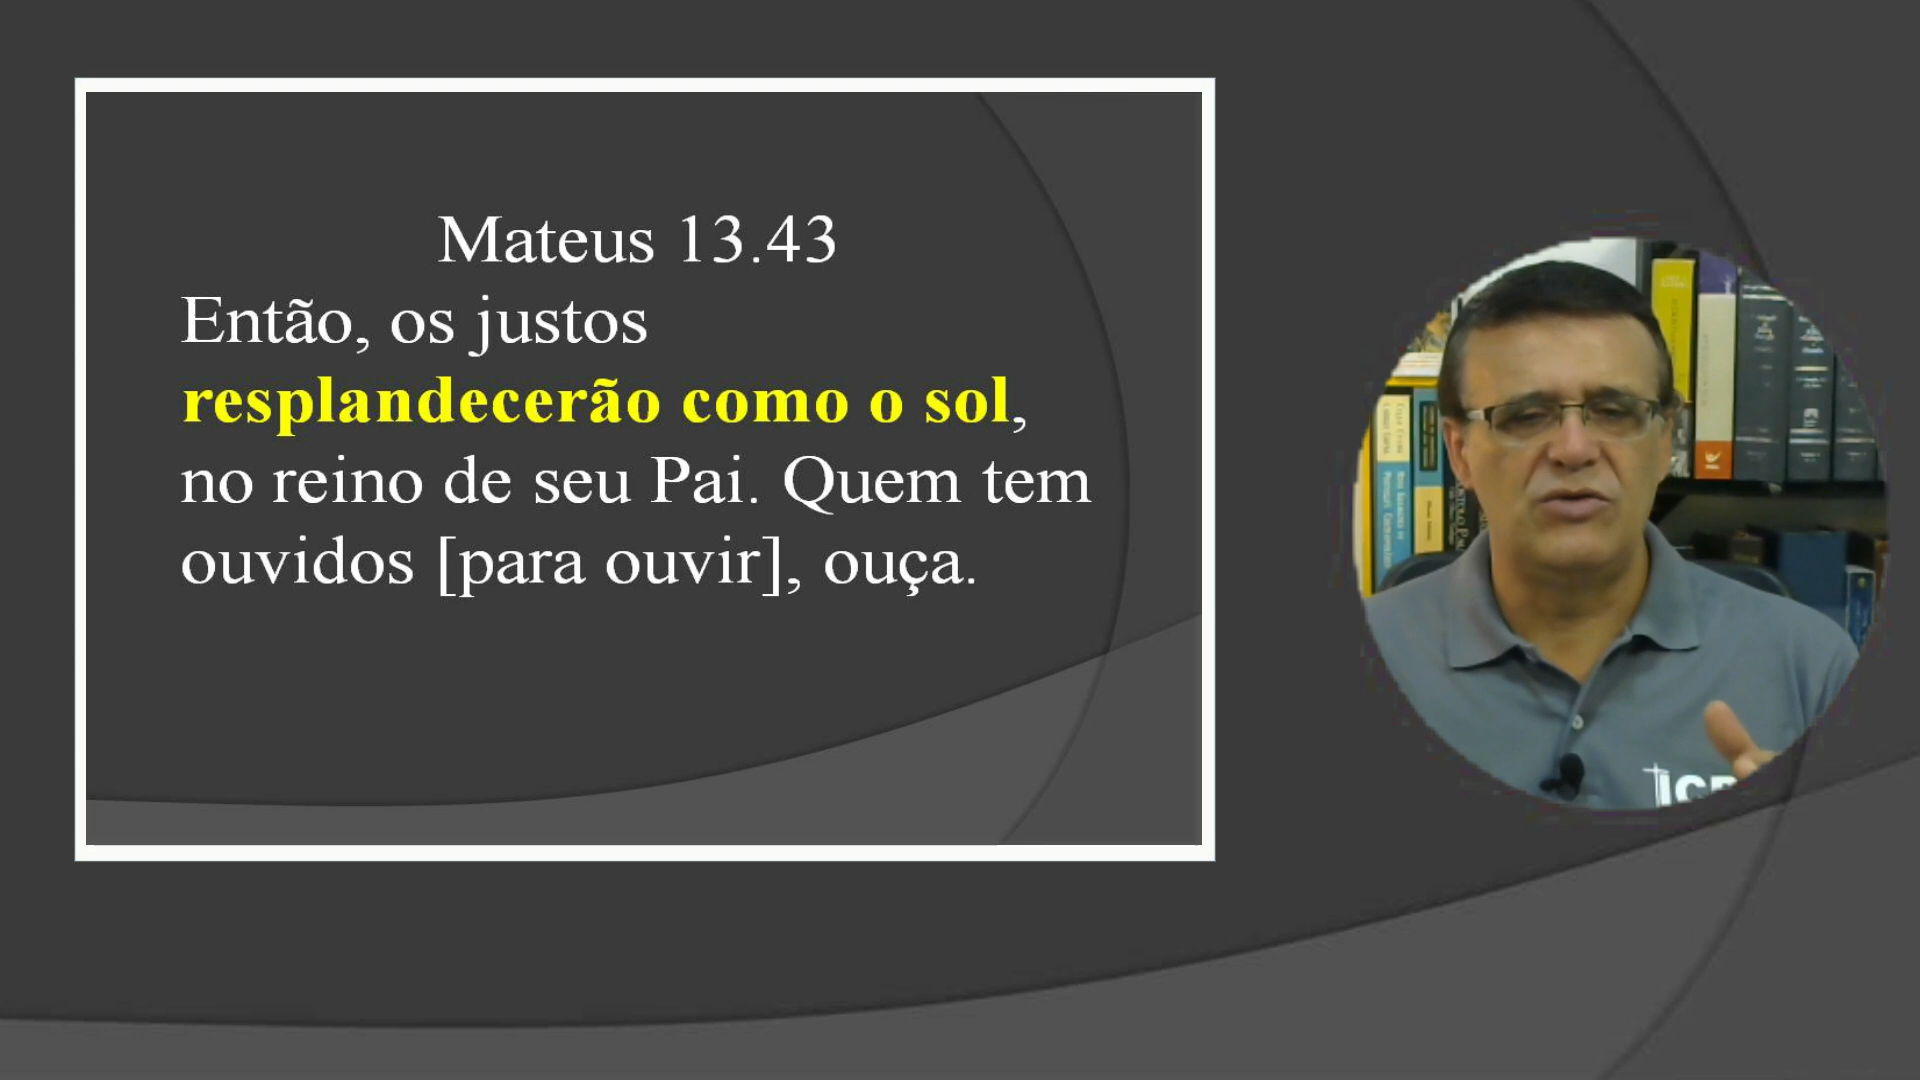 Mateus 13.43
Então, os justos
resplandecerão como o sol,
no reino de seu Pai. Quem tem
ouvidos [para ouvir], ouça.